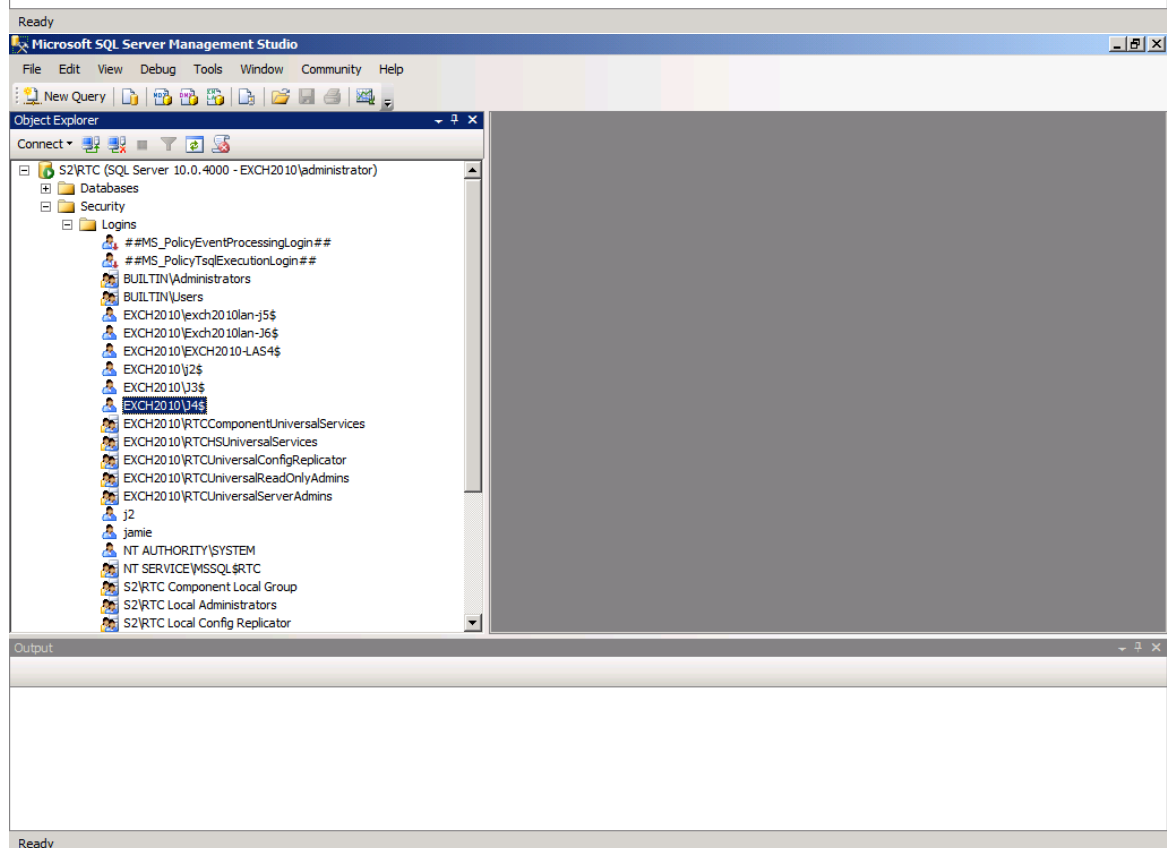 Ready
Microsoft SQL Server Management Studio
File Edit View Debug Tools Window Community Help
New Query
Object Explorer
Connect
S2\RTC (SQL Server 10.0.4000 - EXCH2010\administrator)
Databases
Security
Logins
##MS_PolicyEventProcessingLogin##
##MS_PolicyTsqlExecutionLogin##
BUILTIN\Administrators
BUILTIN\Users
EXCH2010\exch2010lan-j5$
EXCH2010\Exch2010lan-J6$
EXCH2010\EXCH2010-LAS4$
EXCH2010\j2$
EXCH2010\J3$
EXCH2010\J4$
EXCH2010\RTCComponentUniversalServices
EXCH2010\RTCHSUniversalServices
EXCH2010\RTCUniversalConfigReplicator
EXCH2010\RTCUniversalReadOnlyAdmins
EXCH2010\RTCUniversalServerAdmins
j2
jamie
NT AUTHORITY\SYSTEM
NT SERVICE\MSSQL$RTC
S2\RTC Component Local Group
S2\RTC Local Administrators
S2\RTC Local Config Replicator
Output
Ready